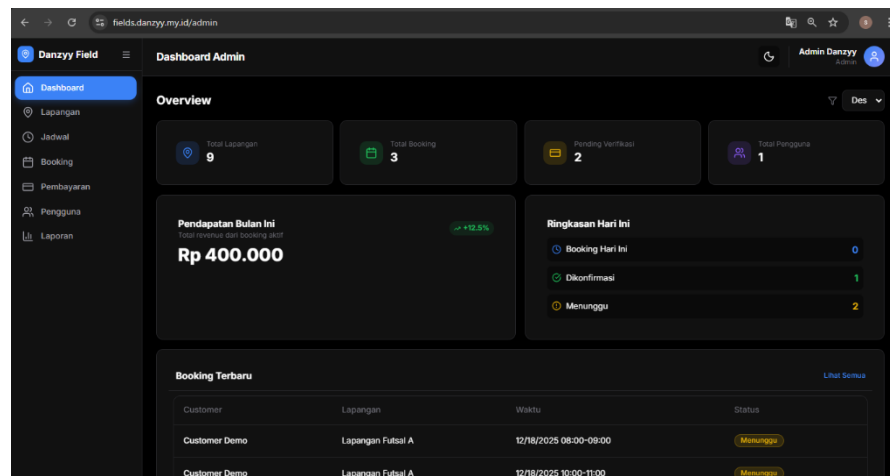 fields.danzyy.my.id/admin
Danzyy Field
Dashboard Admin
Admin Danzyy
Admin
Dashboard
Lapangan
Jadwal
Booking
Pembayaran
Pengguna
Laporan
Overview
Des
Total Lapangan
9
Total Booking
3
Pending Verifikasi
2
Total Pengguna
1
Pendapatan Bulan Ini
Total revenue dari booking aktif
+12.5%
Rp 400.000
Ringkasan Hari Ini
Booking Hari Ini 0
Dikonfirmasi 1
Menunggu 2
Booking Terbaru
Lihat Semua
Customer Lapangan Waktu Status
Customer Demo Lapangan Futsal A 12/18/2025 08:00-09:00 Menunggu
Customer Demo Lapangan Futsal A 12/18/2025 10:00-11:00 Menunggu